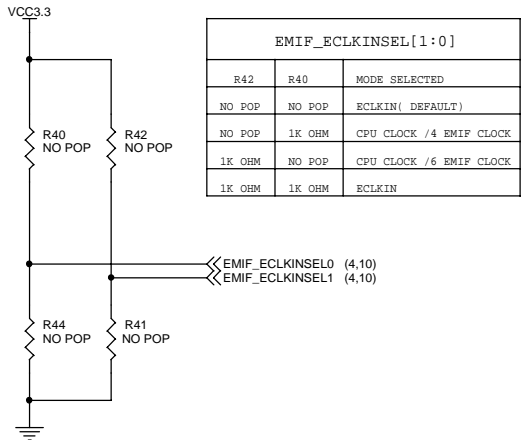 VCC3.3
EMIF_ECLKINSEL[1:0]
R42 R40 MODE SELECTED
NO POP NO POP ECLKIN( DEFAULT)
NO POP 1K OHM CPU CLOCK /4 EMIF CLOCK
1K OHM NO POP CPU CLOCK /6 EMIF CLOCK
1K OHM 1K OHM ECLKIN
R40
NO POP
R42
NO POP
EMIF_ECLKINSEL0 (4,10)
EMIF_ECLKINSEL1 (4,10)
R44
NO POP
R41
NO POP